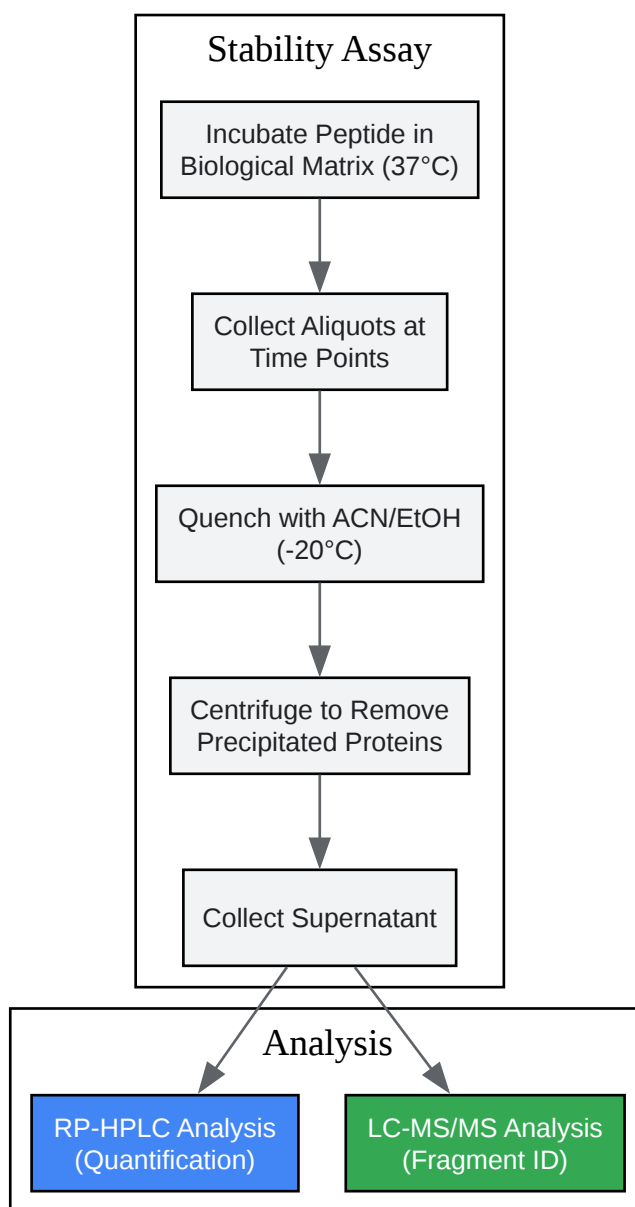 Stability Assay
Incubate Peptide in
Biological Matrix (37°C)
Collect Aliquots at
Time Points
Quench with ACN/EtOH
(-20°C)
Centrifuge to Remove
Precipitated Proteins
Collect Supernatant
Analysis
RP-HPLC Analysis
(Quantification)
LC-MS/MS Analysis
(Fragment ID)